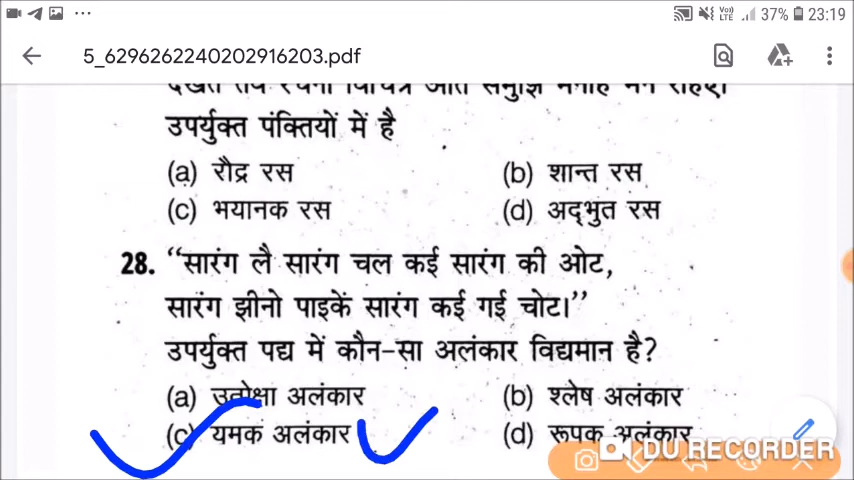 37% 23:19
5_6296262240202916203.pdf
उपर्युक्त पंक्तियों में है
(a) रौद्र रस (b) शान्त रस
(c) भयानक रस (d) अद्भुत रस
28. “सारंग लै सारंग चल कई सारंग की ओट,
सारंग झीनो पाइकें सारंग कई गई चोट।”
उपर्युक्त पद्य में कौन-सा अलंकार विद्यमान है?
(a) उत्प्रेक्षा अलंकार (b) श्लेष अलंकार
(c) यमक अलंकार (d) रूपक अलंकार
DU RECORDER